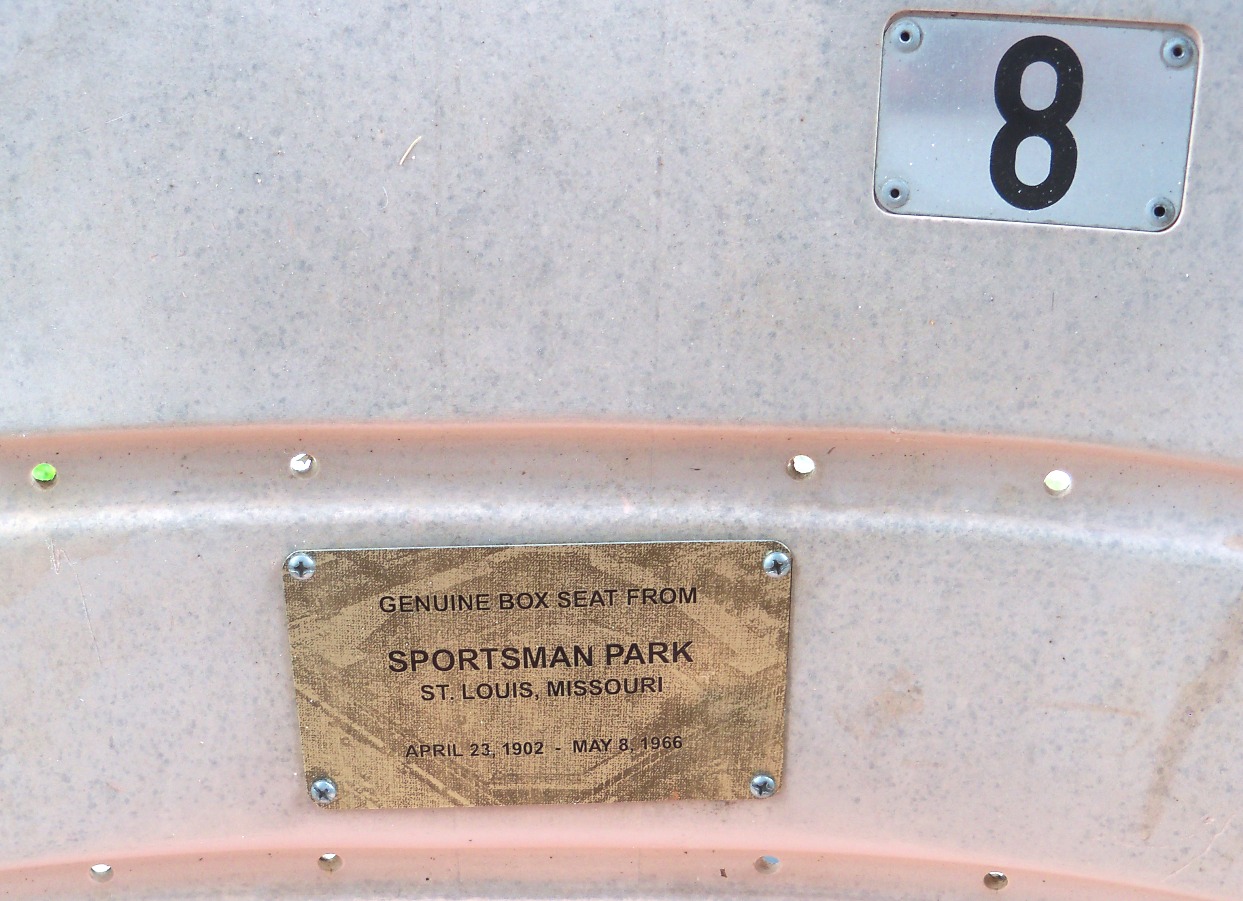 8
GENUINE BOX SEAT FROM
SPORTSMAN PARK
ST. LOUIS, MISSOURI
APRIL 23, 1902 - MAY 8, 1966